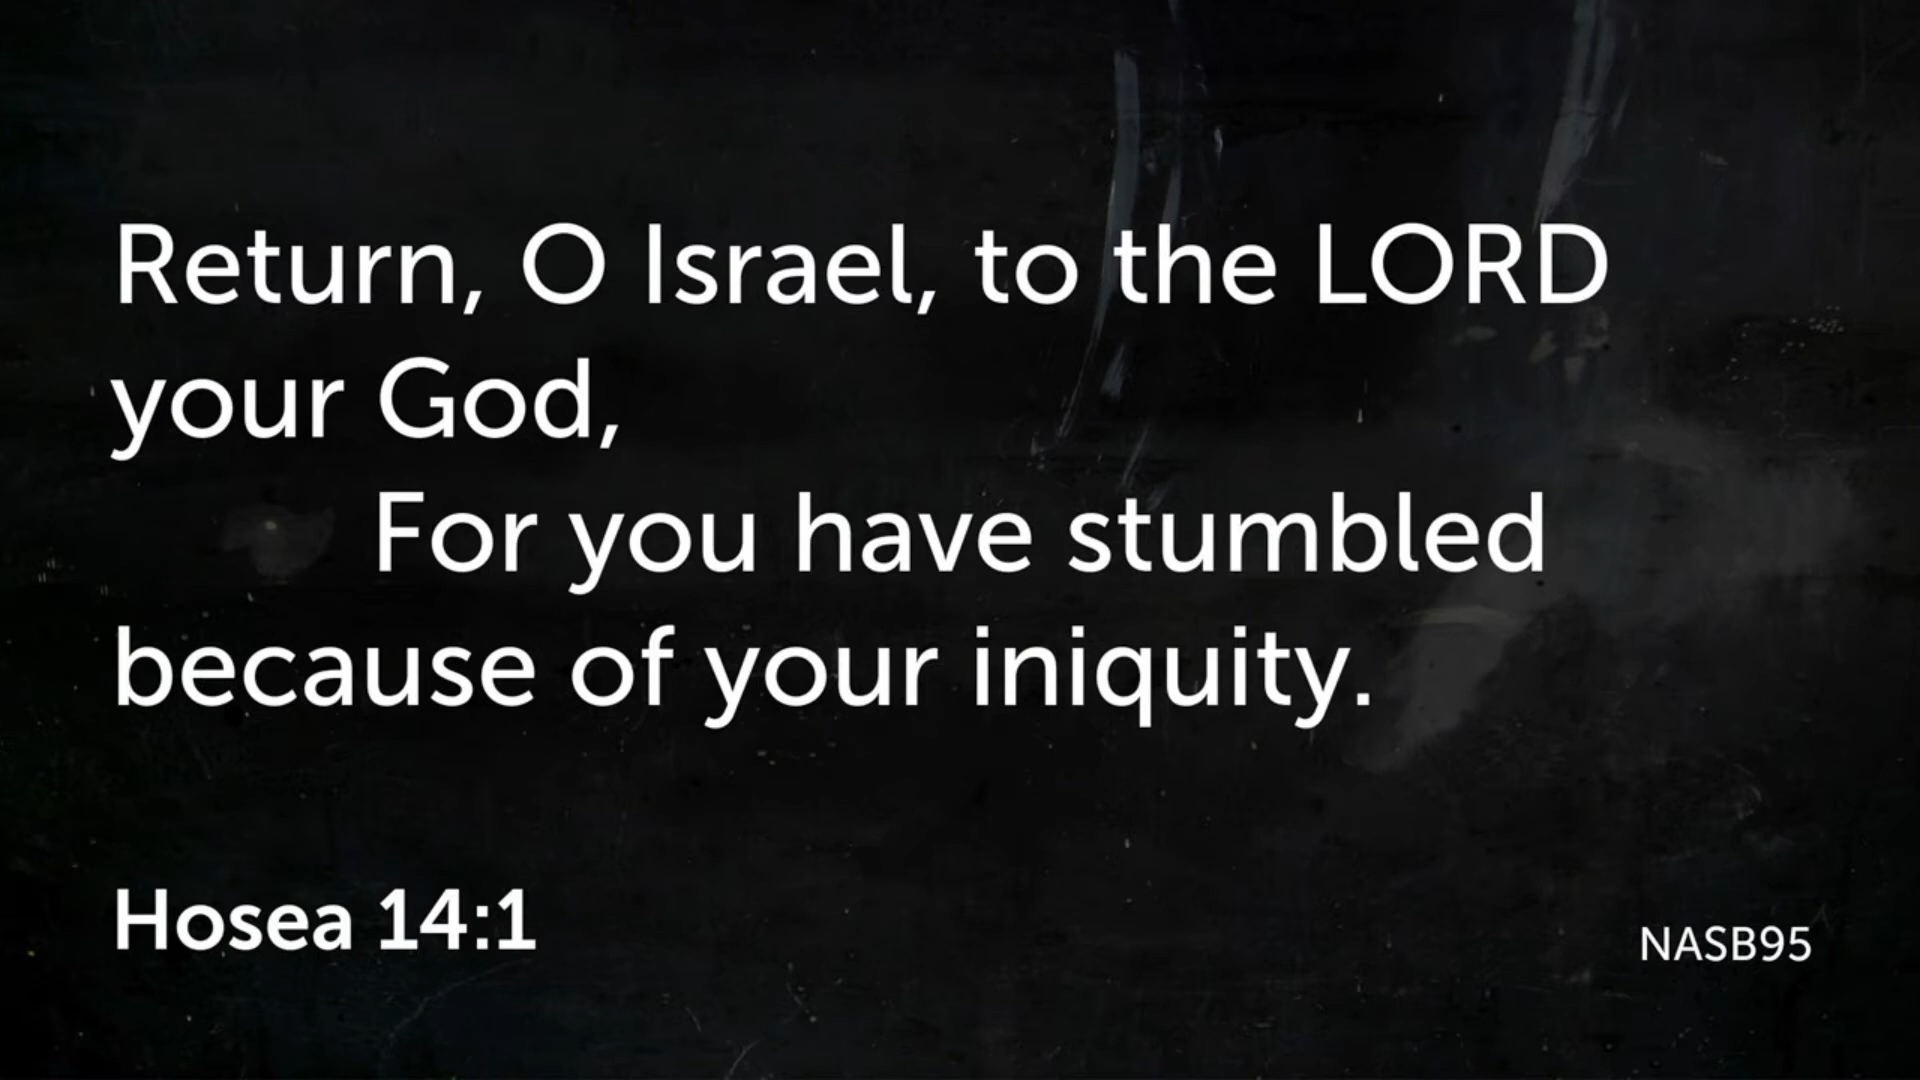 Return, O Israel, to the LORD
your God,
For you have stumbled
because of your iniquity.
Hosea 14:1
NASB95